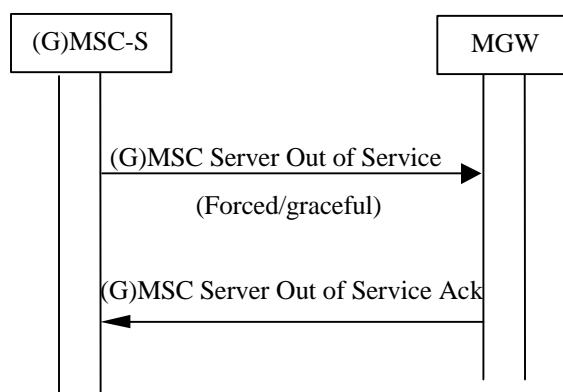 (G)MSC-S
MGW
(G)MSC Server Out of Service
(Forced/graceful)
(G)MSC Server Out of Service Ack